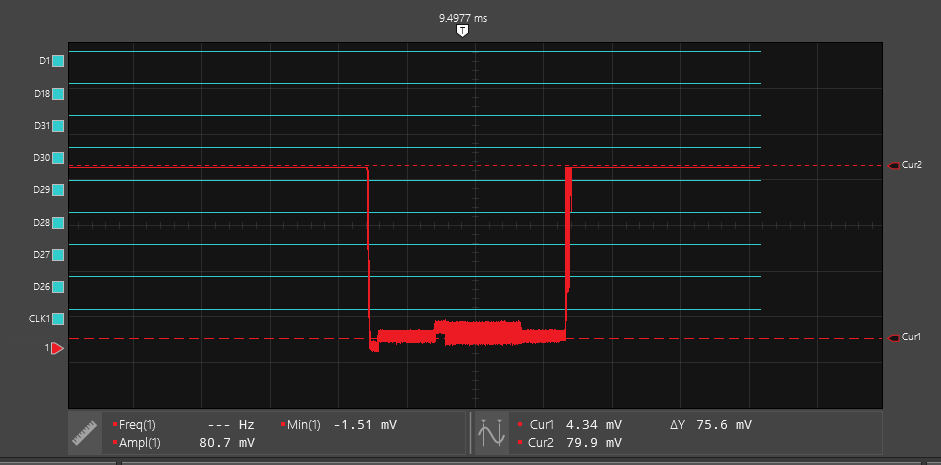 9.4977 ms
T
D1
D18
D31
D30
Cur2
D29
D28
D27
D26
CLK1
Cur1
1
Freq(1) --- Hz Min(1) -1.51 mV Cur1 4.34 mV ΔY 75.6 mV
Ampl(1) 80.7 mV Cur2 79.9 mV